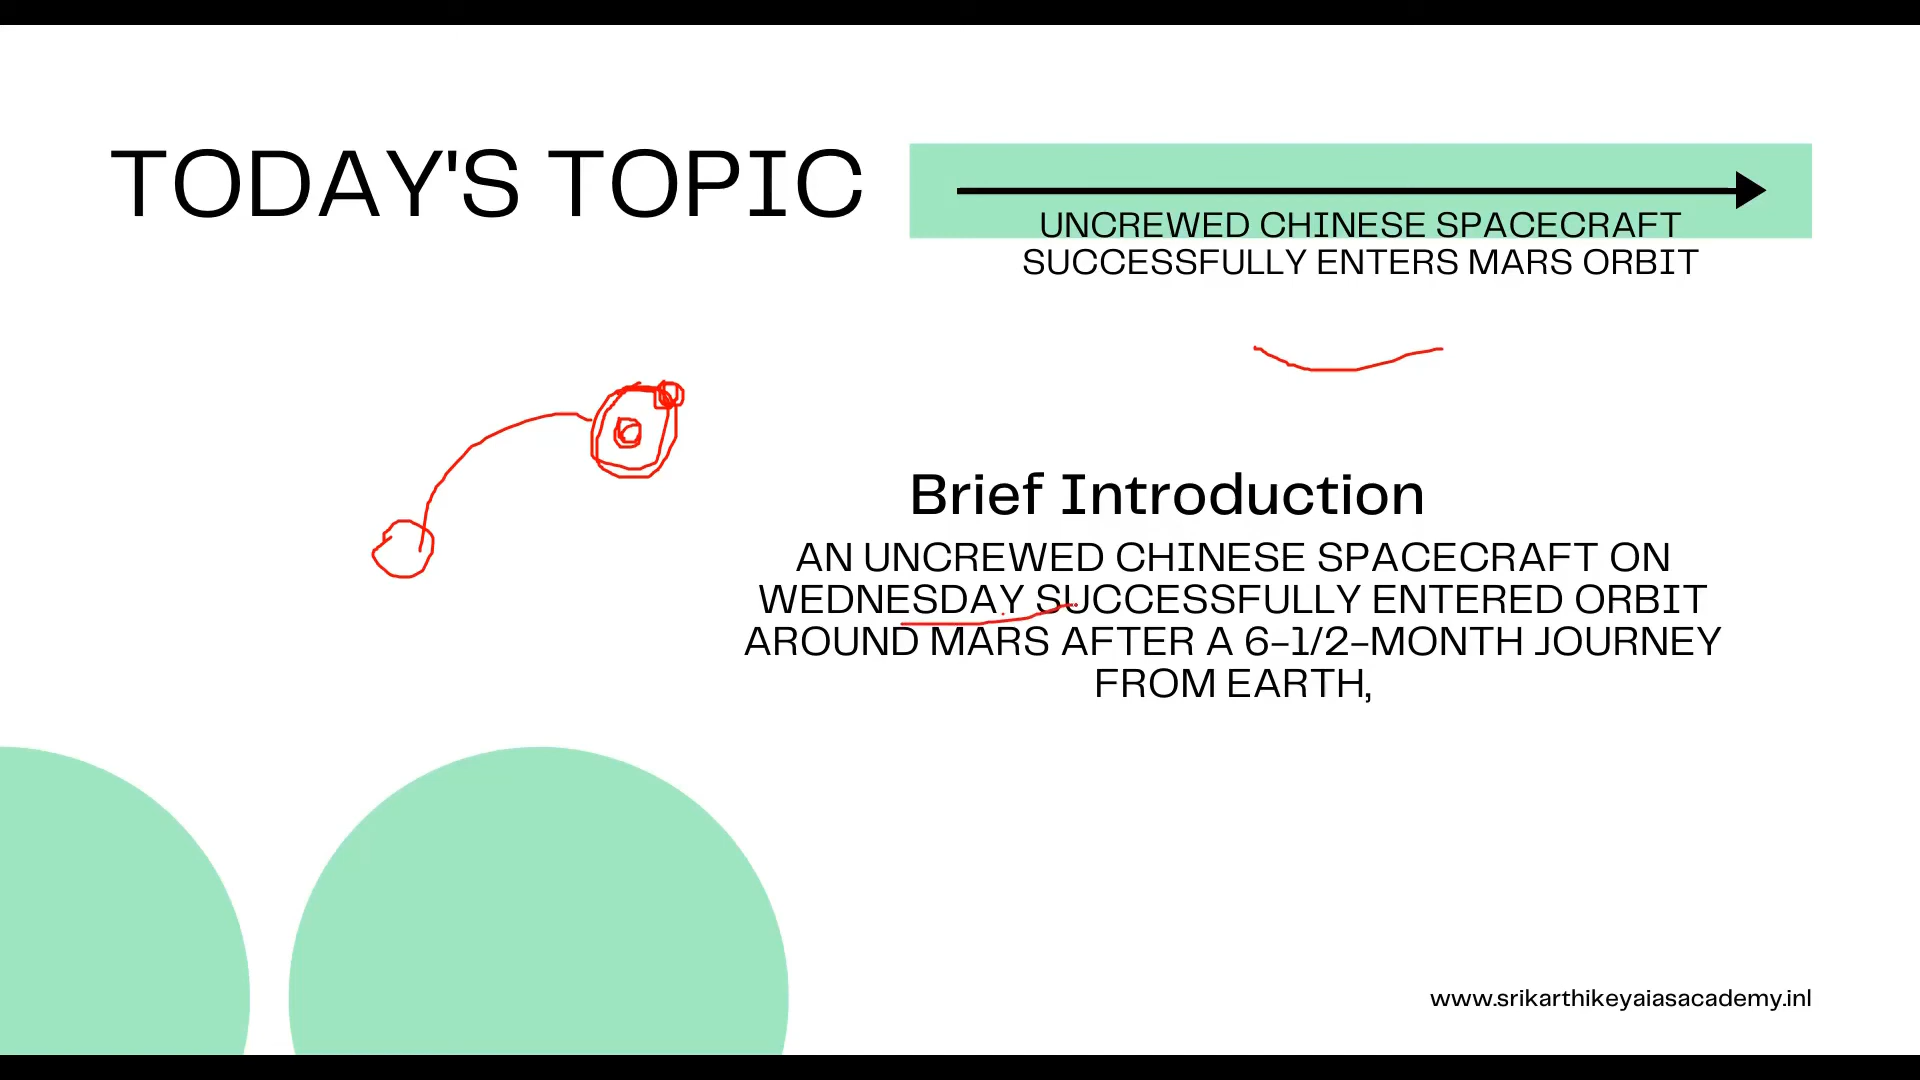 TODAY'S TOPIC
UNCREWED CHINESE SPACECRAFT
SUCCESSFULLY ENTERS MARS ORBIT
Brief Introduction
AN UNCREWED CHINESE SPACECRAFT ON
WEDNESDAY SUCCESSFULLY ENTERED ORBIT
AROUND MARS AFTER A 6-1/2-MONTH JOURNEY
FROM EARTH,
www.srikarthikeyaiasacademy.inl